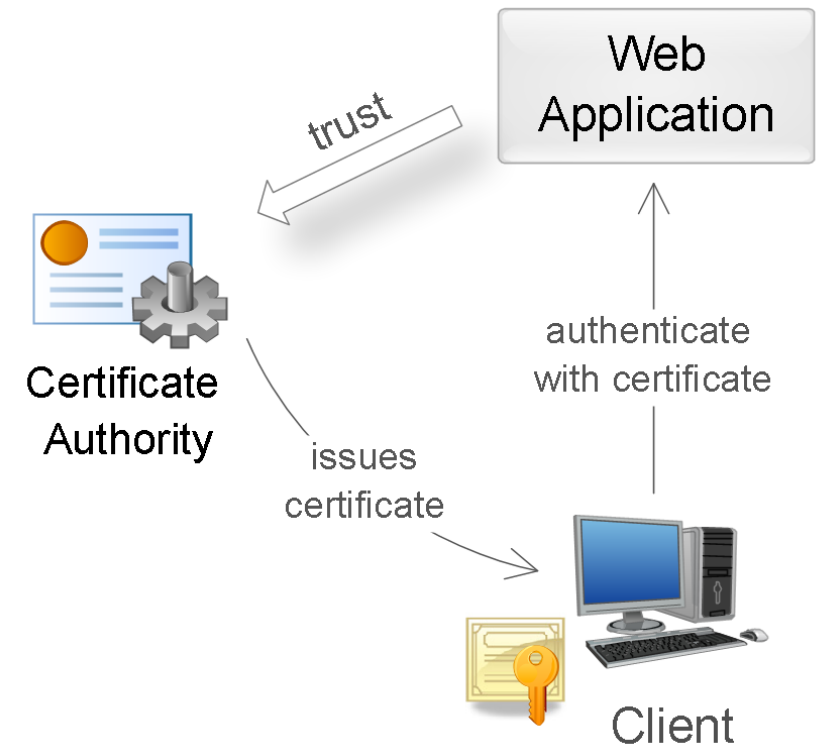 Web
Application
trust
Certificate
Authority
authenticate
with certificate
issues
certificate
Client